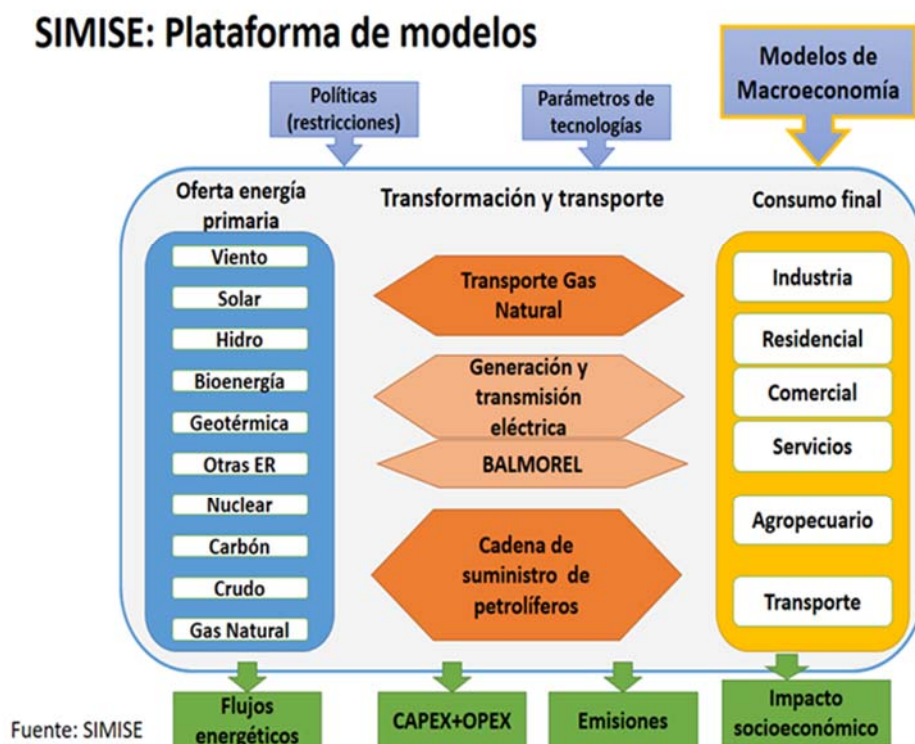 SIMISE: Plataforma de modelos
Modelos de
Macroeconomía
Políticas
(restricciones)
Parámetros de
tecnologías
Oferta energía
primaria
Transformación y transporte
Consumo final
Viento
Solar
Hidro
Bioenergía
Geotérmica
Otras ER
Nuclear
Carbón
Crudo
Gas Natural
Transporte Gas
Natural
Generación y
transmisión
eléctrica
BALMOREL
Cadena de
suministro de
petrolíferos
Industria
Residencial
Comercial
Servicios
Agropecuario
Transporte
Flujos
energéticos
CAPEX+OPEX
Emisiones
Impacto
socioeconómico
Fuente: SIMISE